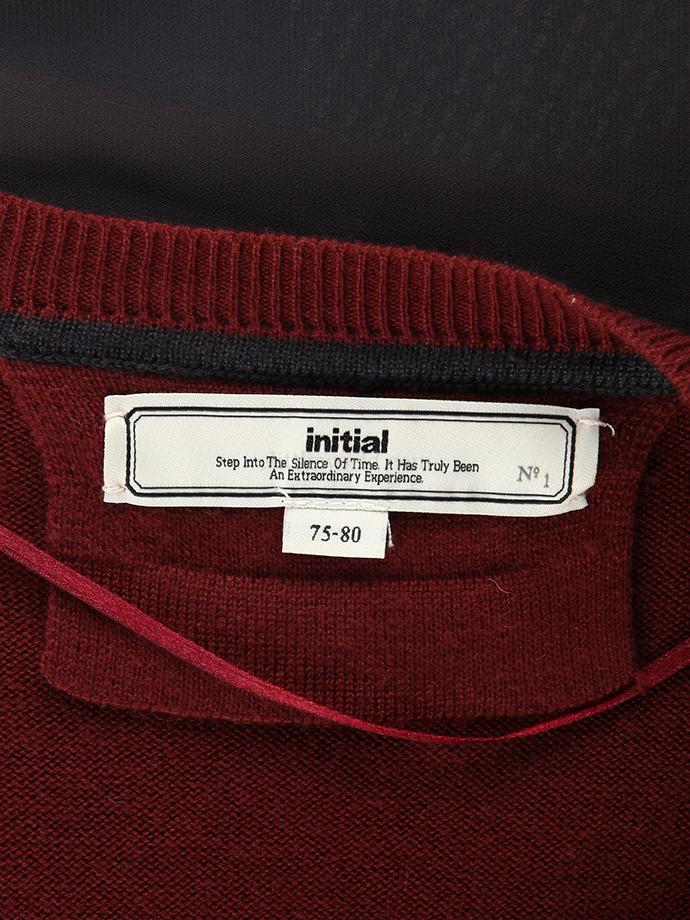 initial
Step Into The Silence Of Time. It Has Truly Been
An Extraordinary Experience.
Nº 1
75-80